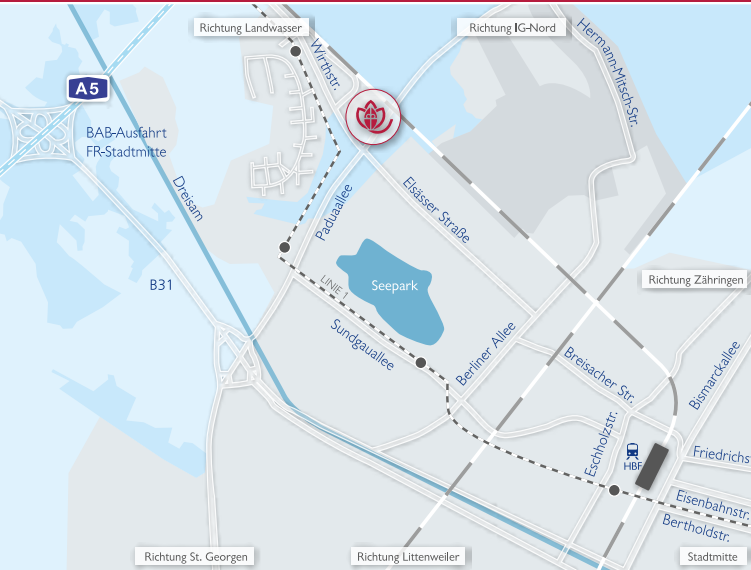 Richtung Landwasser
Richtung IG-Nord
Wirthstr.
Hermann-Mitsch-Str.
A5
BAB-Ausfahrt
FR-Stadtmitte
Dreisam
Paduaallee
Elsässer Straße
B31
LINIE 1
Seepark
Richtung Zähringen
Sundgauallee
Berliner Allee
Breisacher Str.
Bismarckallee
Eschholzstr.
HBF
Friedrichs
Eisenbahnstr.
Bertholdstr.
Richtung St. Georgen
Richtung Littenweiler
Stadtmitte